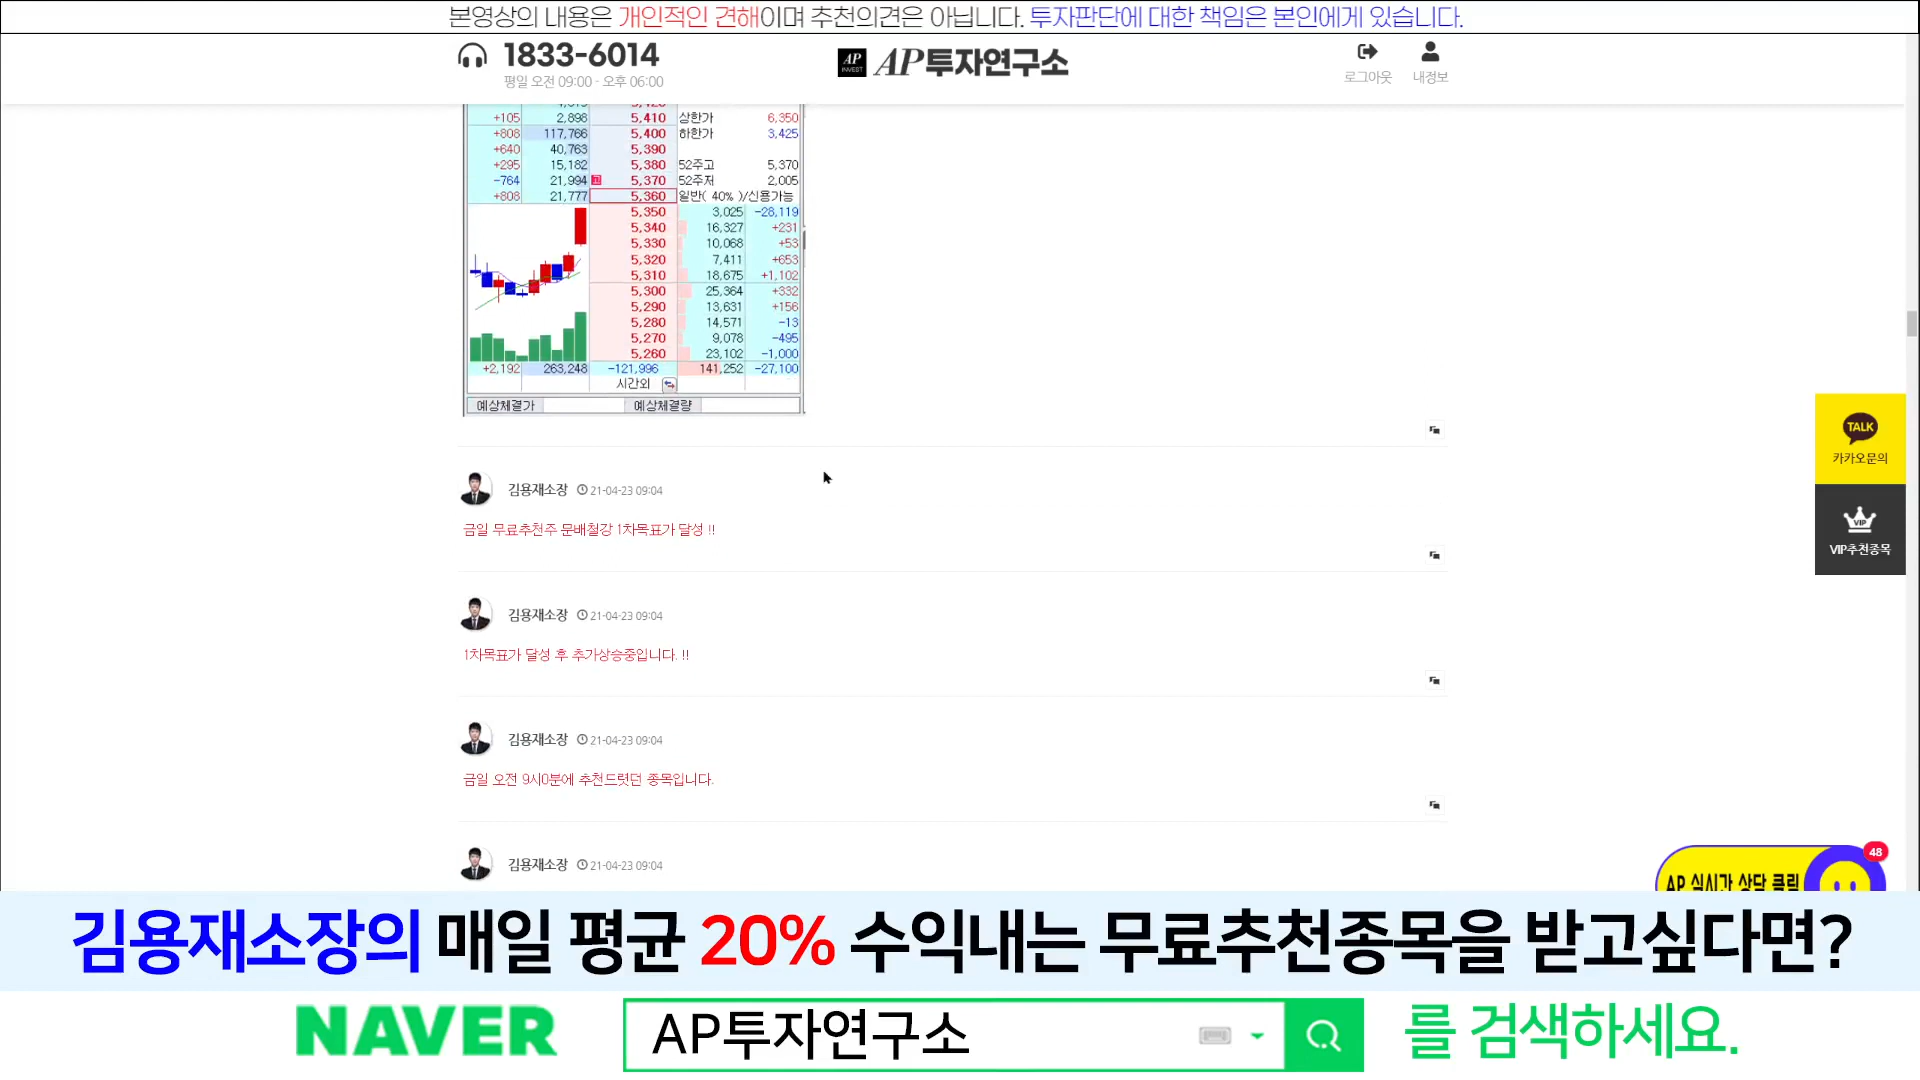 본영상의 내용은 개인적인 견해이며 추천의견은 아닙니다. 투자판단에 대한 책임은 본인에게 있습니다.
1833-6014
평일 오전 09:00 - 오후 06:00
AP INVEST AP투자연구소
로그아웃 내정보
+105 2,898 5,410 상한가 6,350
+808 117,766 5,400 하한가 3,425
+640 40,763 5,390
+295 15,182 5,380 52주고 5,370
-764 21,994 고 5,370 52주저 2,005
+808 21,777 5,360 일반( 40% )/신용가능
5,350 3,025 -28,119
5,340 16,327 +231
5,330 10,068 +53
5,320 7,411 +653
5,310 18,675 +1,102
5,300 25,364 +332
5,290 13,631 +156
5,280 14,571 -13
5,270 9,078 -495
5,260 23,102 -1,000
+2,192 263,248 -121,996 141,252 -27,100
시간외
예상체결가 예상체결량
김용재소장 21-04-23 09:04
금일 무료추천주 문배철강 1차목표가 달성 !!
김용재소장 21-04-23 09:04
1차목표가 달성 후 추가상승중입니다. !!
김용재소장 21-04-23 09:04
금일 오전 9시0분에 추천드렷던 종목입니다.
김용재소장 21-04-23 09:04
TALK
카카오문의
VIP
VIP추천종목
48
AP 실시간 상담 클릭
김용재소장의 매일 평균 20% 수익내는 무료추천종목을 받고싶다면?
NAVER AP투자연구소 를 검색하세요.